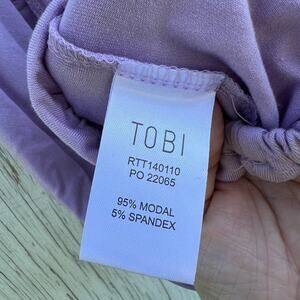 TOBI
RTT140110
PO 22065
95% MODAL
5% SPANDEX